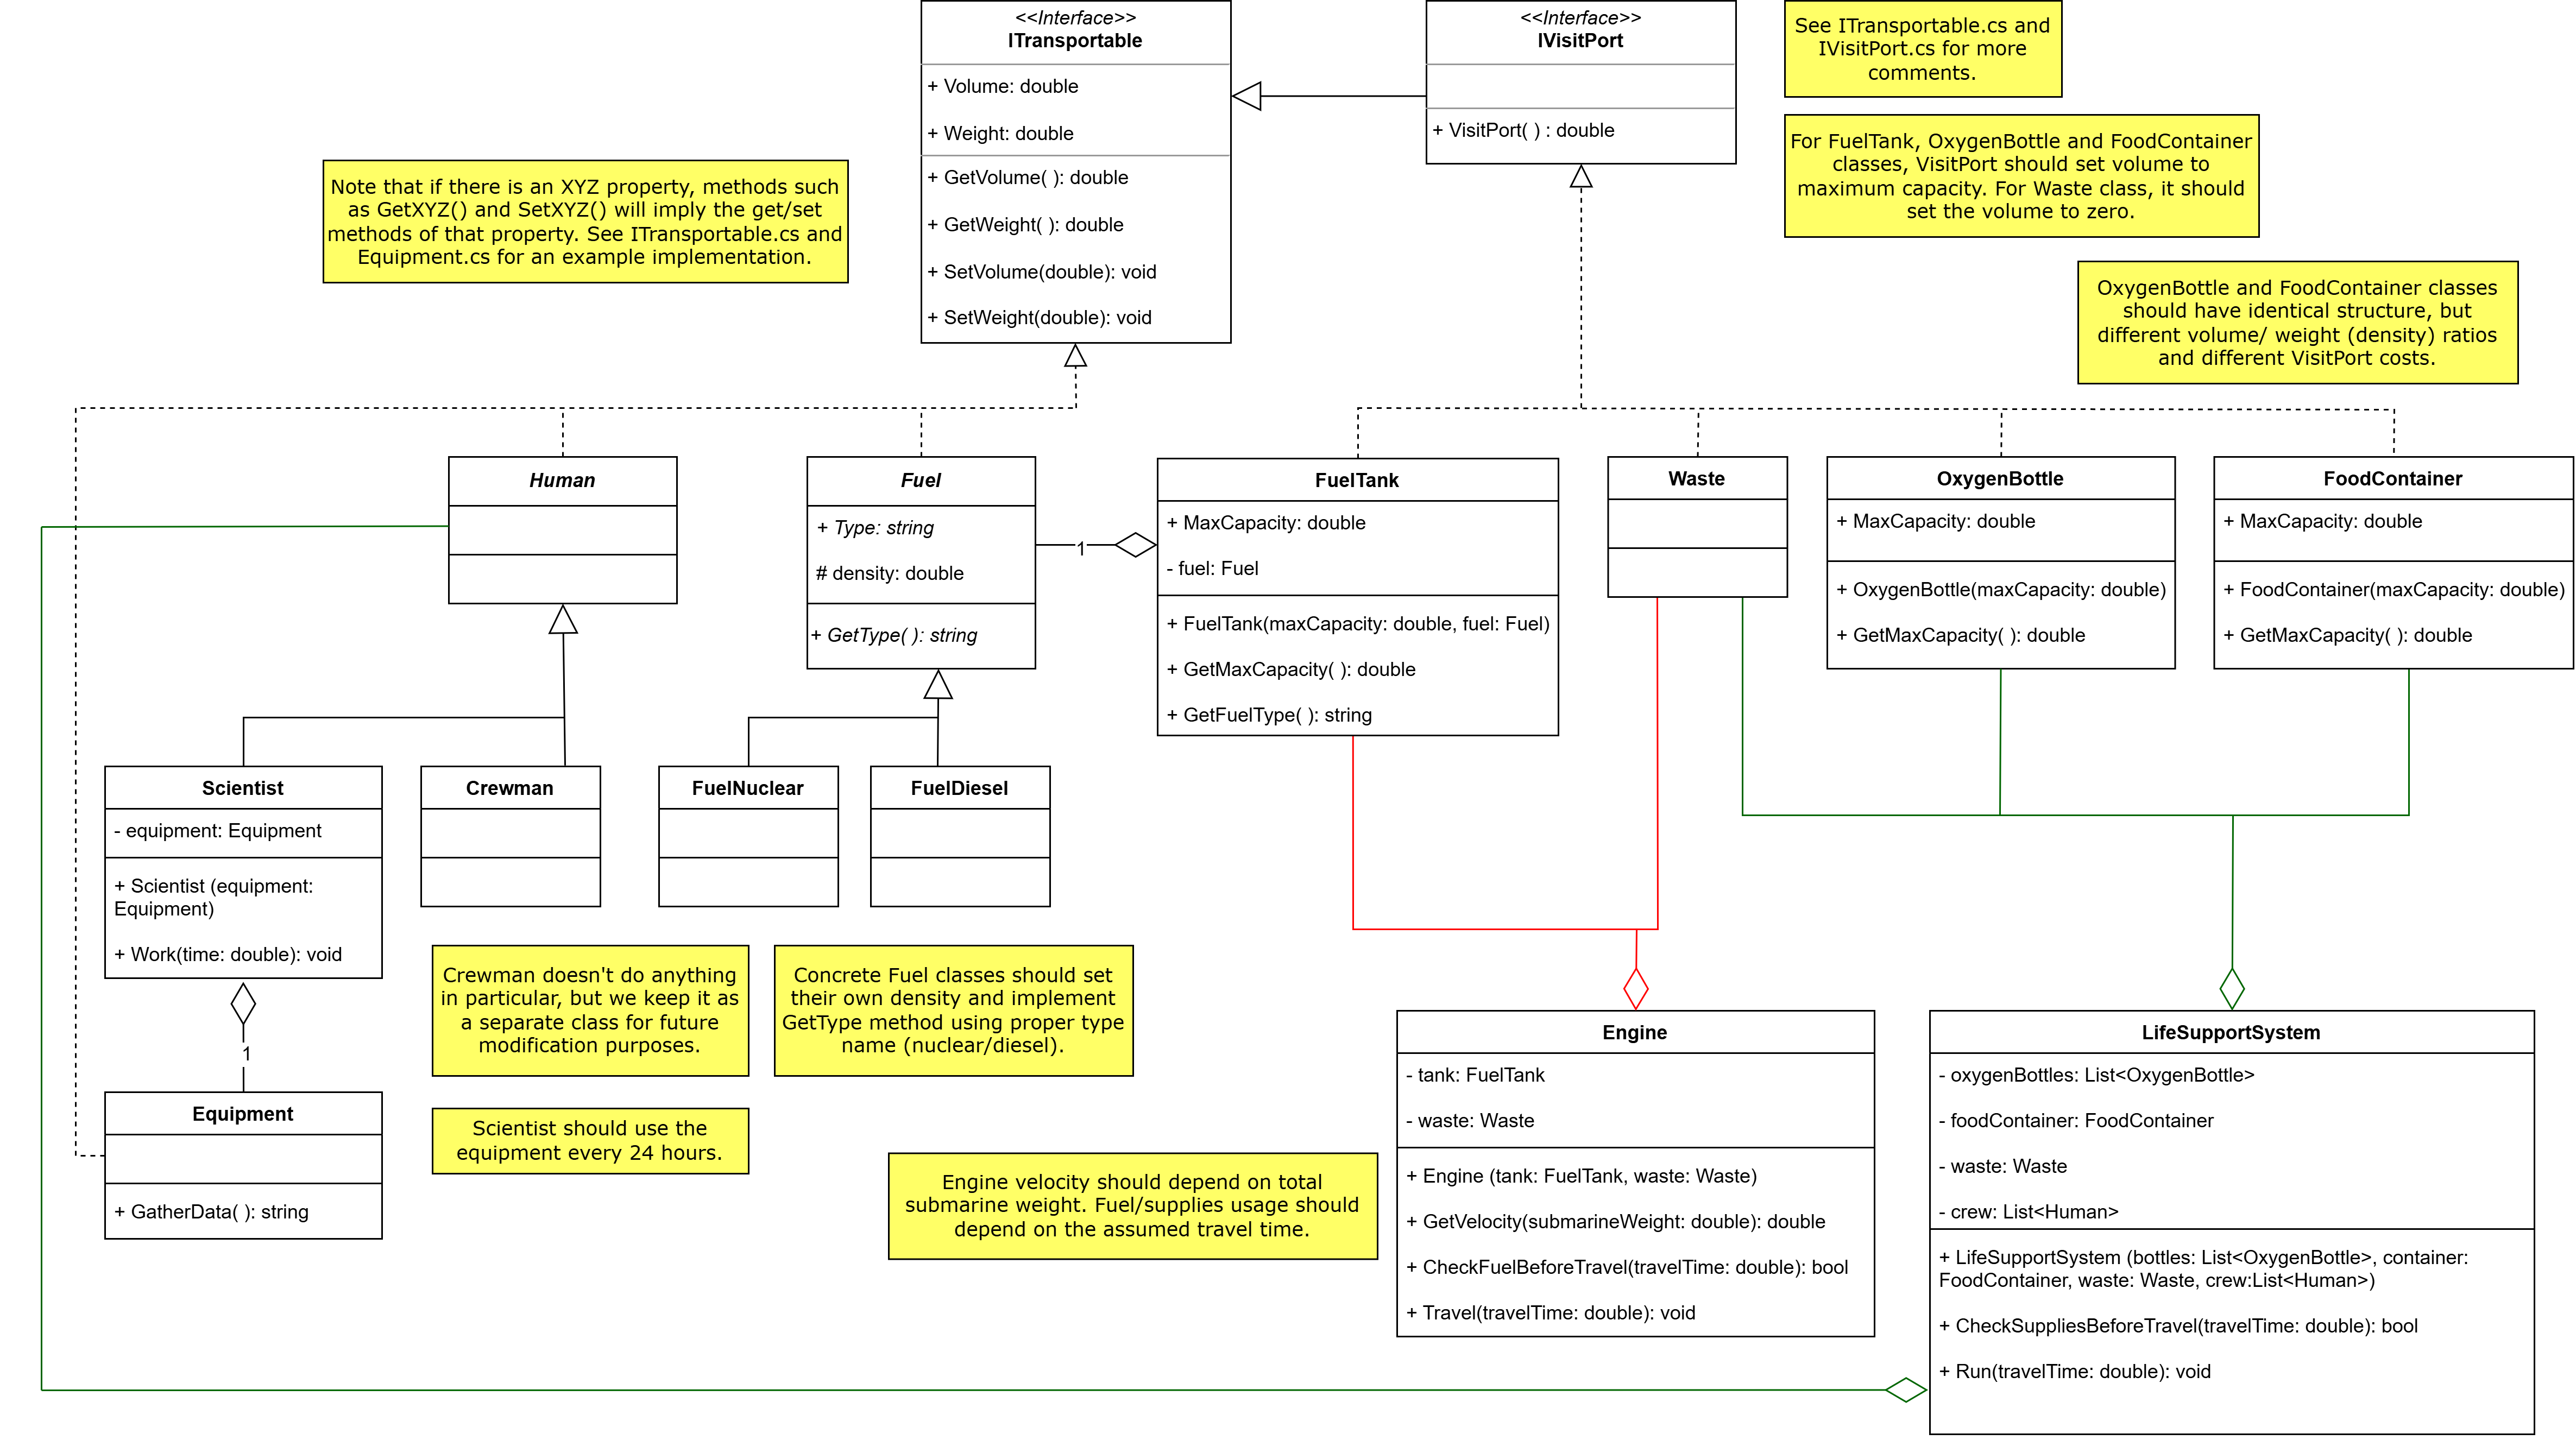 <<Interface>>
ITransportable
+ Volume: double
+ Weight: double
+ GetVolume( ): double
+ GetWeight( ): double
+ SetVolume(double): void
+ SetWeight(double): void
<<Interface>>
IVisitPort
+ VisitPort( ) : double
See ITransportable.cs and
IVisitPort.cs for more
comments.
For FuelTank, OxygenBottle and FoodContainer
classes, VisitPort should set volume to
maximum capacity. For Waste class, it should
set the volume to zero.
Note that if there is an XYZ property, methods such
as GetXYZ() and SetXYZ() will imply the get/set
methods of that property. See ITransportable.cs and
Equipment.cs for an example implementation.
OxygenBottle and FoodContainer classes
should have identical structure, but
different volume/ weight (density) ratios
and different VisitPort costs.
Human
Fuel
+ Type: string
# density: double
+ GetType( ): string
1
FuelTank
+ MaxCapacity: double
- fuel: Fuel
+ FuelTank(maxCapacity: double, fuel: Fuel)
+ GetMaxCapacity( ): double
+ GetFuelType( ): string
Waste
OxygenBottle
+ MaxCapacity: double
+ OxygenBottle(maxCapacity: double)
+ GetMaxCapacity( ): double
FoodContainer
+ MaxCapacity: double
+ FoodContainer(maxCapacity: double)
+ GetMaxCapacity( ): double
Scientist
- equipment: Equipment
+ Scientist (equipment:
Equipment)
+ Work(time: double): void
Crewman
FuelNuclear
FuelDiesel
Crewman doesn't do anything
in particular, but we keep it as
a separate class for future
modification purposes.
Concrete Fuel classes should set
their own density and implement
GetType method using proper type
name (nuclear/diesel).
1
Equipment
+ GatherData( ): string
Scientist should use the
equipment every 24 hours.
Engine velocity should depend on total
submarine weight. Fuel/supplies usage should
depend on the assumed travel time.
Engine
- tank: FuelTank
- waste: Waste
+ Engine (tank: FuelTank, waste: Waste)
+ GetVelocity(submarineWeight: double): double
+ CheckFuelBeforeTravel(travelTime: double): bool
+ Travel(travelTime: double): void
LifeSupportSystem
- oxygenBottles: List<OxygenBottle>
- foodContainer: FoodContainer
- waste: Waste
- crew: List<Human>
+ LifeSupportSystem (bottles: List<OxygenBottle>, container:
FoodContainer, waste: Waste, crew:List<Human>)
+ CheckSuppliesBeforeTravel(travelTime: double): bool
+ Run(travelTime: double): void